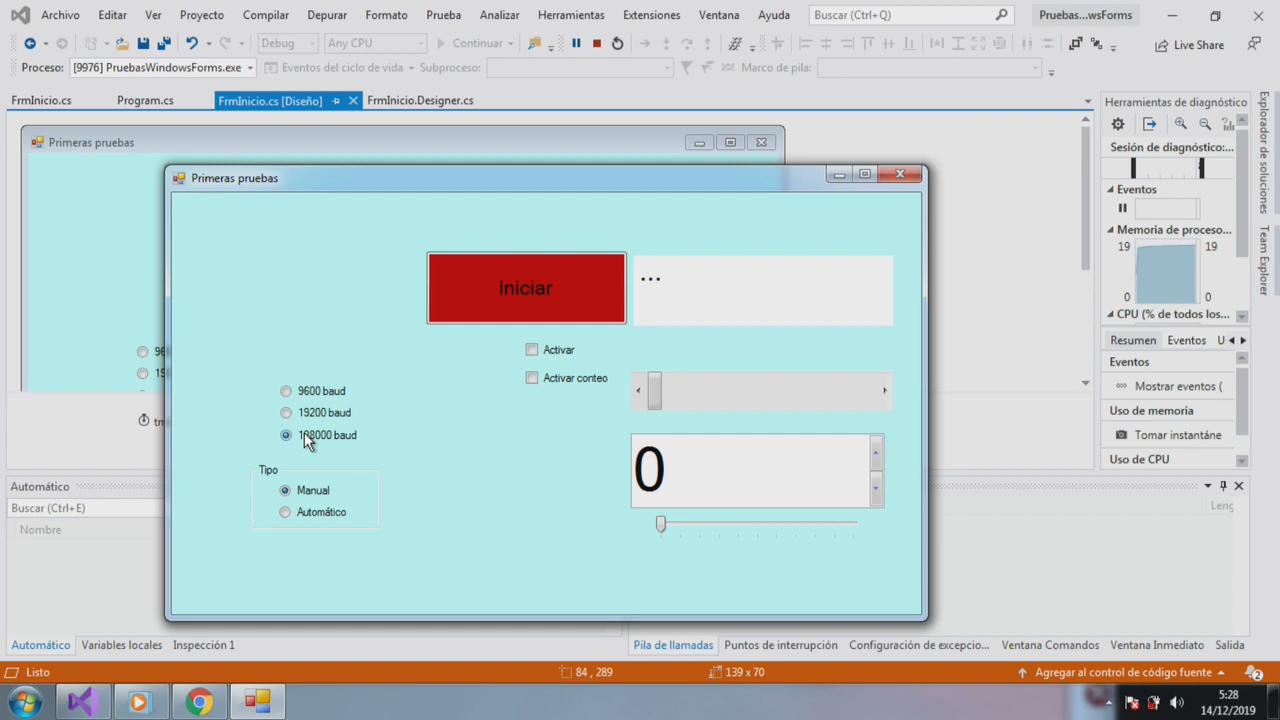 Archivo Editar Ver Proyecto Compilar Depurar Formato Prueba Analizar Herramientas Extensiones Ventana Ayuda Buscar (Ctrl+Q) Pruebas...wsForms
Debug Any CPU Continuar Live Share
Proceso: [9976] PruebasWindowsForms.exe Eventos del ciclo de vida Subproceso: Marco de pila:
FrmInicio.cs Program.cs FrmInicio.cs [Diseño] FrmInicio.Designer.cs
Primeras pruebas
96
19
tm
Primeras pruebas
Iniciar
...
Activar
Activar conteo
9600 baud
19200 baud
baud
Tipo
Manual
Automático
0
Herramientas de diagnóstico
Sesión de diagnóstico:...
Eventos
Memoria de proceso...
19 19
0 0
CPU (% de todos los...
Resumen Eventos U
Eventos
Mostrar eventos (
Uso de memoria
Tomar instantáne
Uso de CPU
Explorador de soluciones
Team Explorer
Automático
Buscar (Ctrl+E)
Nombre
Leng
Automático Variables locales Inspección 1
Pila de llamadas Puntos de interrupción Configuración de excepcio... Ventana Comandos Ventana Inmediato Salida
Listo 84 , 289 139 x 70 Agregar al control de código fuente 2
5:28
14/12/2019